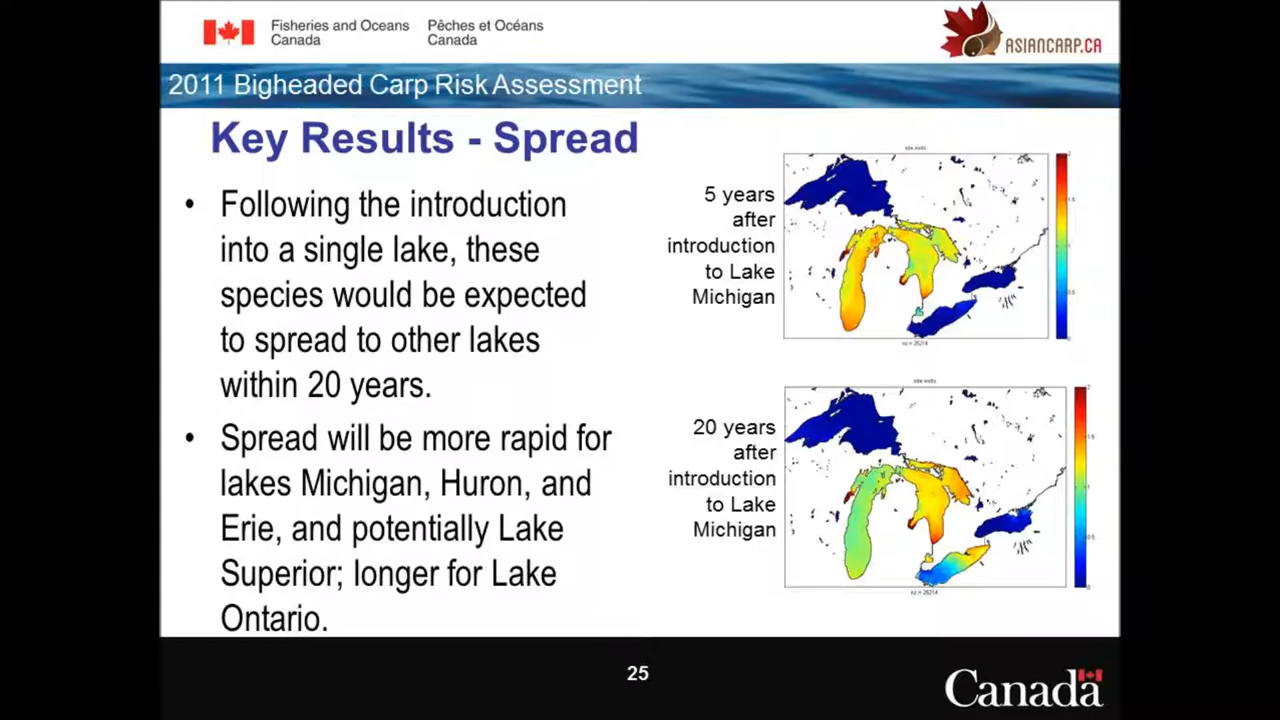 Fisheries and Oceans
Canada
Pêches et Océans
Canada
ASIANCARP.CA
2011 Bigheaded Carp Risk Assessment
Key Results - Spread
• Following the introduction
into a single lake, these
species would be expected
to spread to other lakes
within 20 years.
• Spread will be more rapid for
lakes Michigan, Huron, and
Erie, and potentially Lake
Superior; longer for Lake
Ontario.
5 years
after
introduction
to Lake
Michigan
20 years
after
introduction
to Lake
Michigan
25
Canada